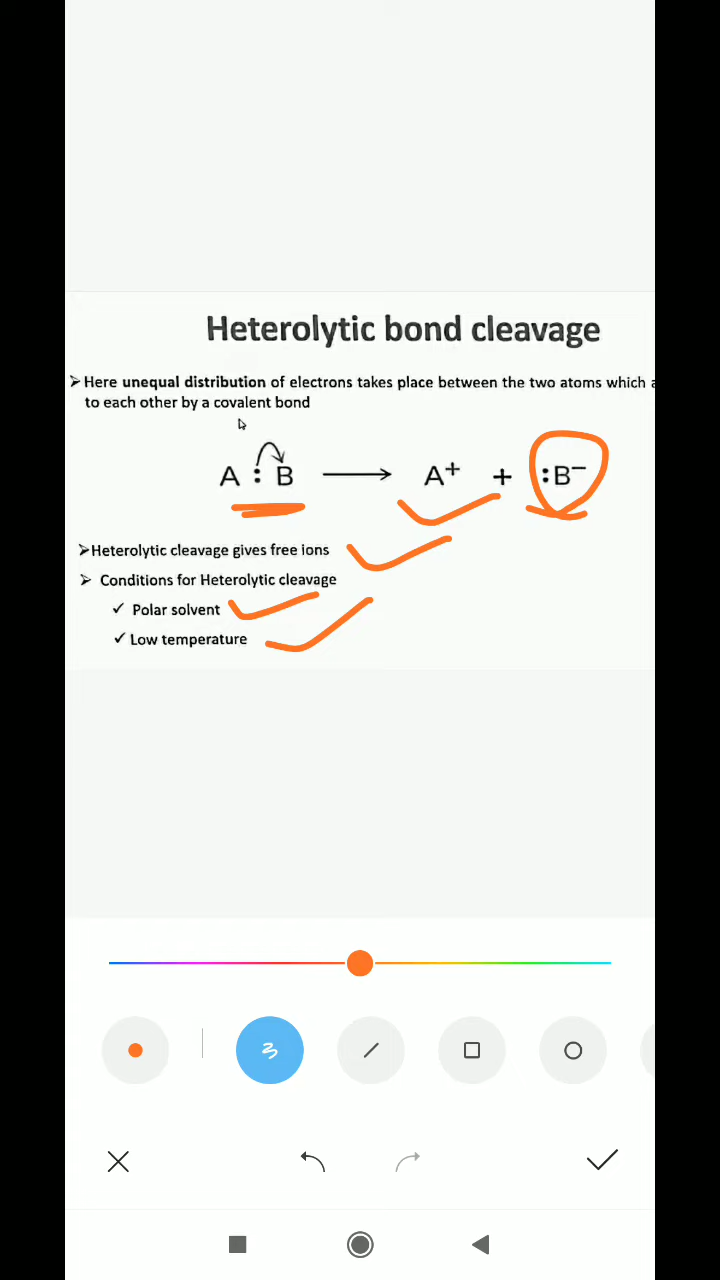 Heterolytic bond cleavage
➢Here unequal distribution of electrons takes place between the two atoms which
to each other by a covalent bond
A : B ⟶ A⁺ + :B⁻
➢Heterolytic cleavage gives free ions
➢ Conditions for Heterolytic cleavage
✓ Polar solvent
✓ Low temperature